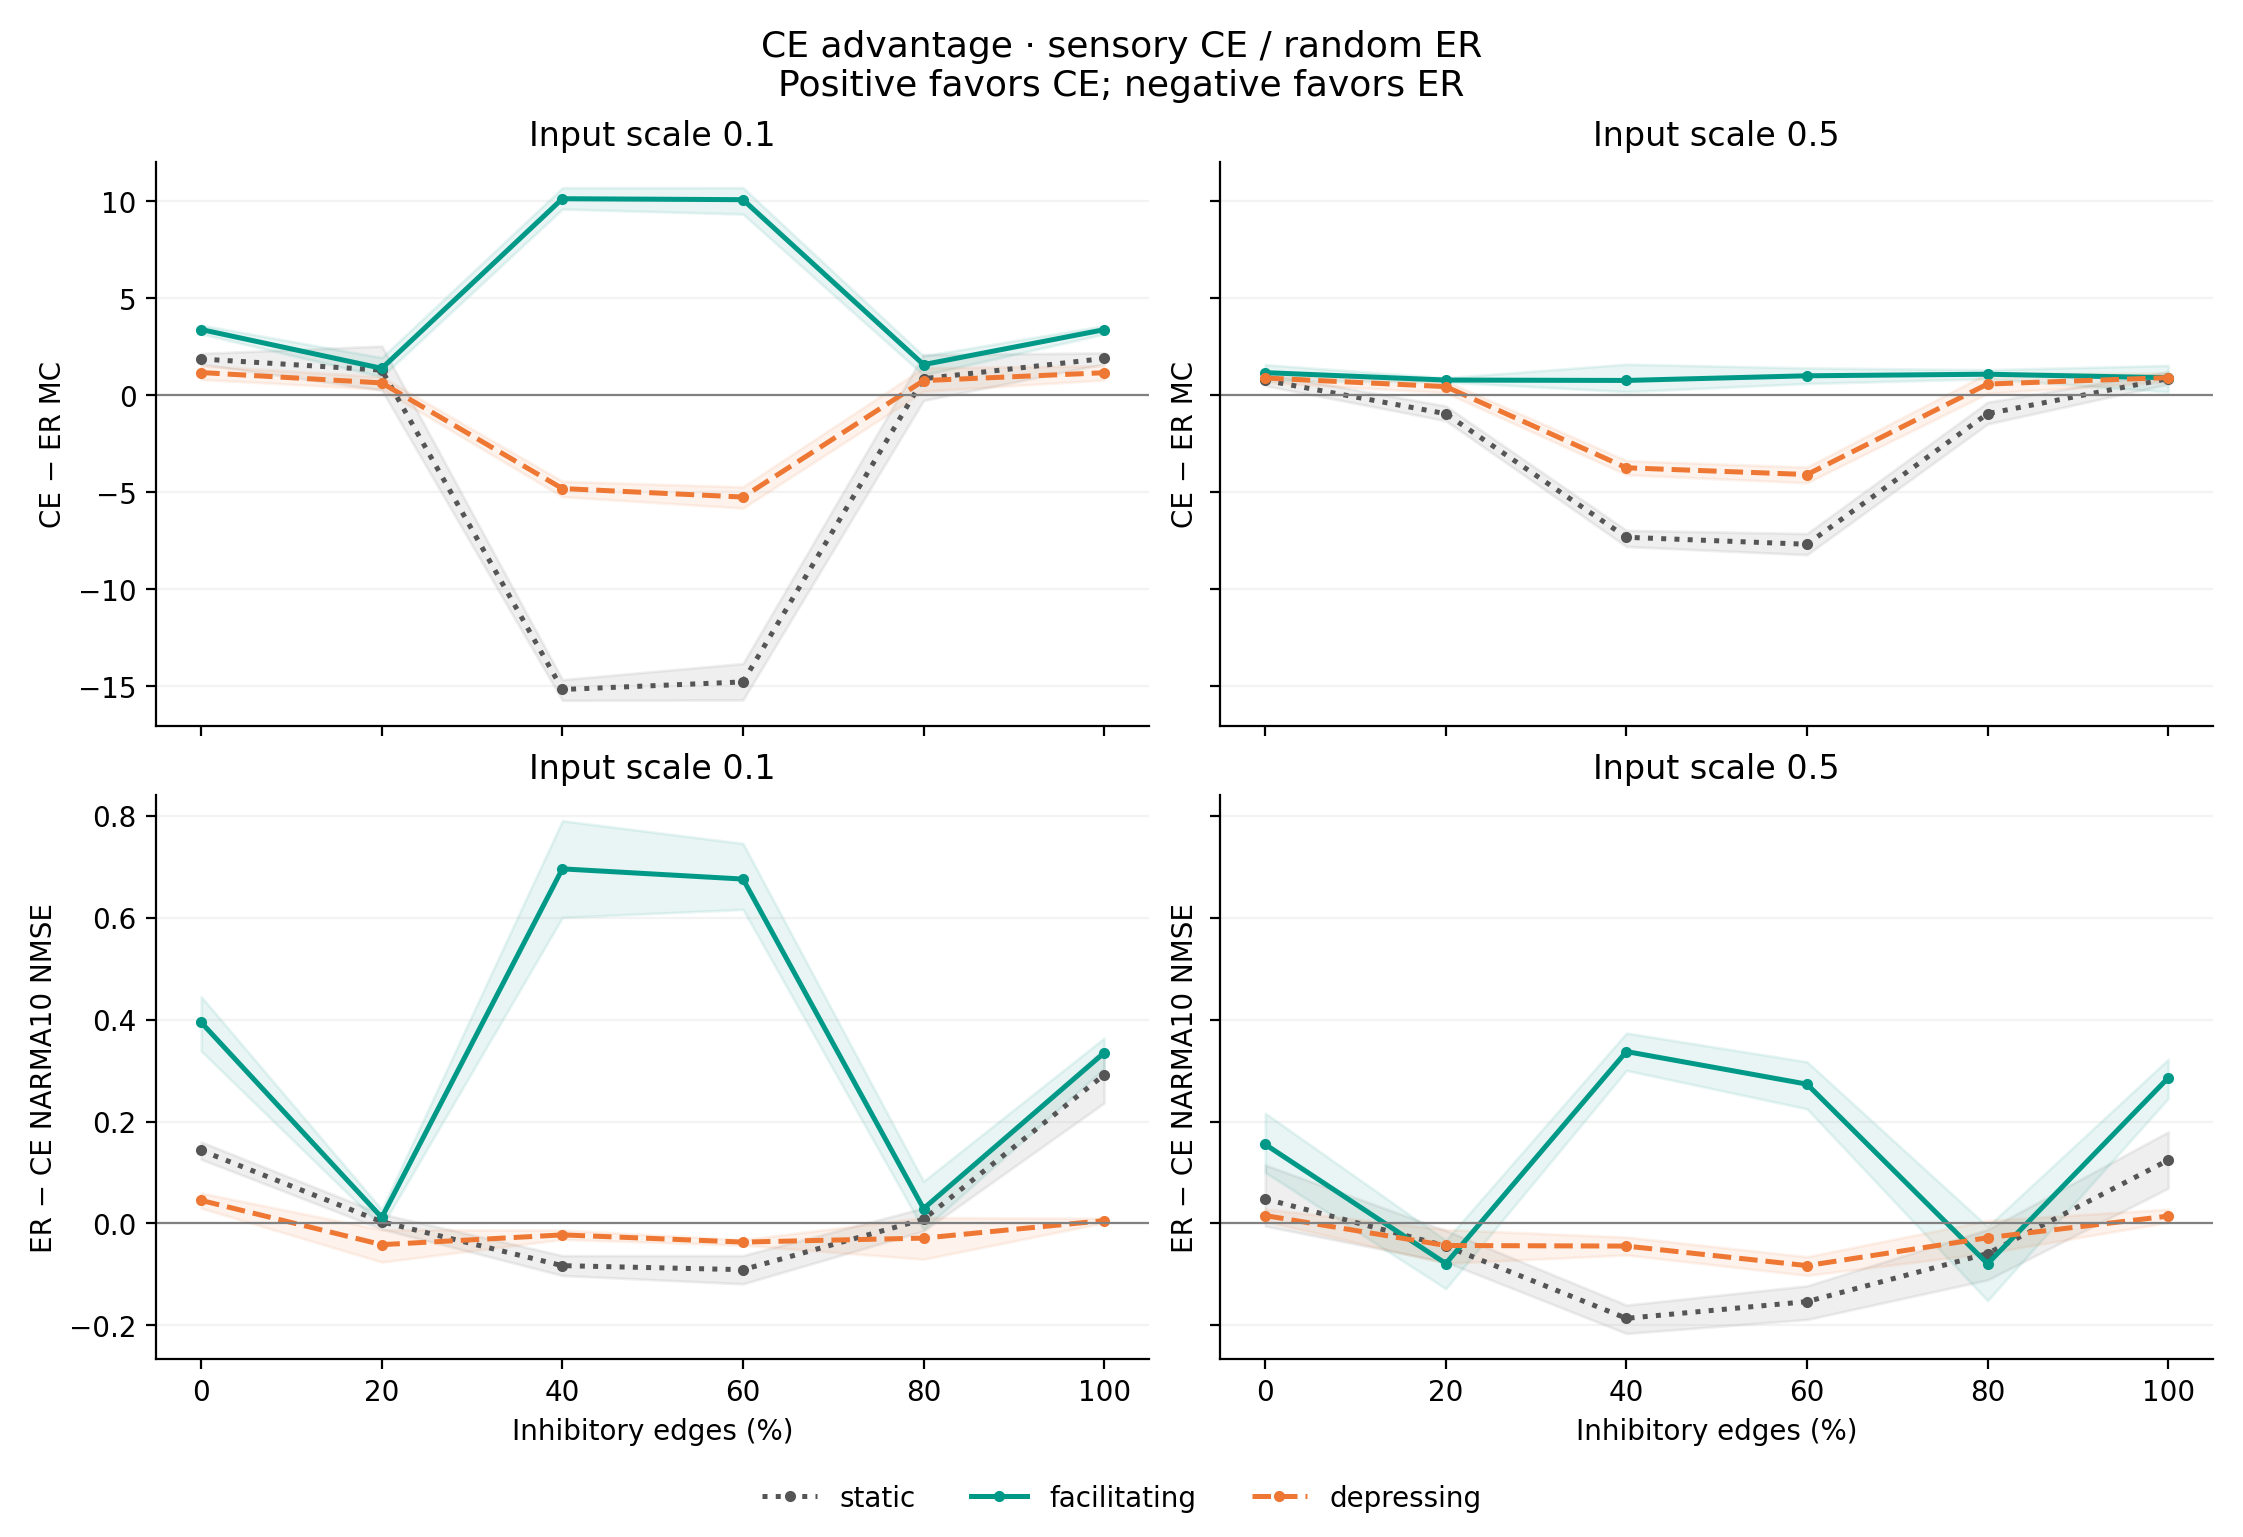 CE advantage · sensory CE / random ER
Positive favors CE; negative favors ER
Input scale 0.1
Input scale 0.5
CE − ER MC
10
5
0
−5
−10
−15
CE − ER MC
Input scale 0.1
Input scale 0.5
ER − CE NARMA10 NMSE
0.8
0.6
0.4
0.2
0.0
−0.2
ER − CE NARMA10 NMSE
0 20 40 60 80 100
0 20 40 60 80 100
Inhibitory edges (%)
Inhibitory edges (%)
static facilitating depressing